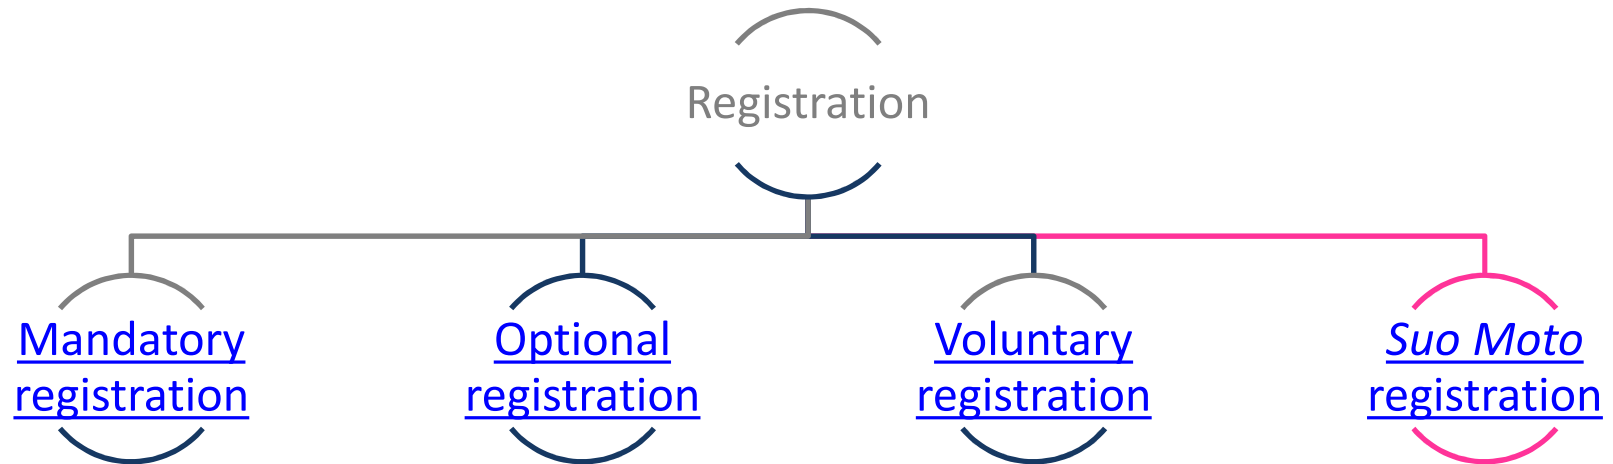 Registration
Mandatory
registration
Optional
registration
Voluntary
registration
Suo Moto
registration